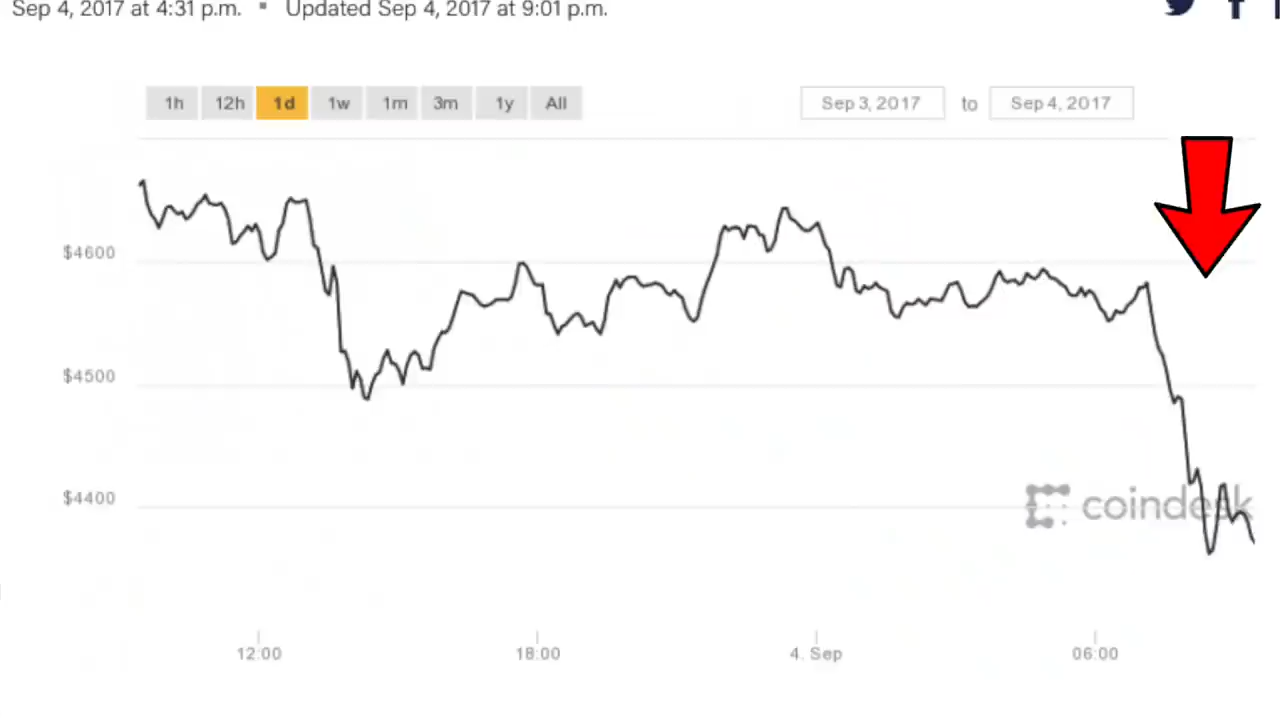 Sep 4, 2017 at 4:31 p.m. ▪ Updated Sep 4, 2017 at 9:01 p.m.
1h 12h 1d 1w 1m 3m 1y All Sep 3, 2017 to Sep 4, 2017
$4600
$4500
$4400
coindesk
12:00 18:00 4. Sep 06:00